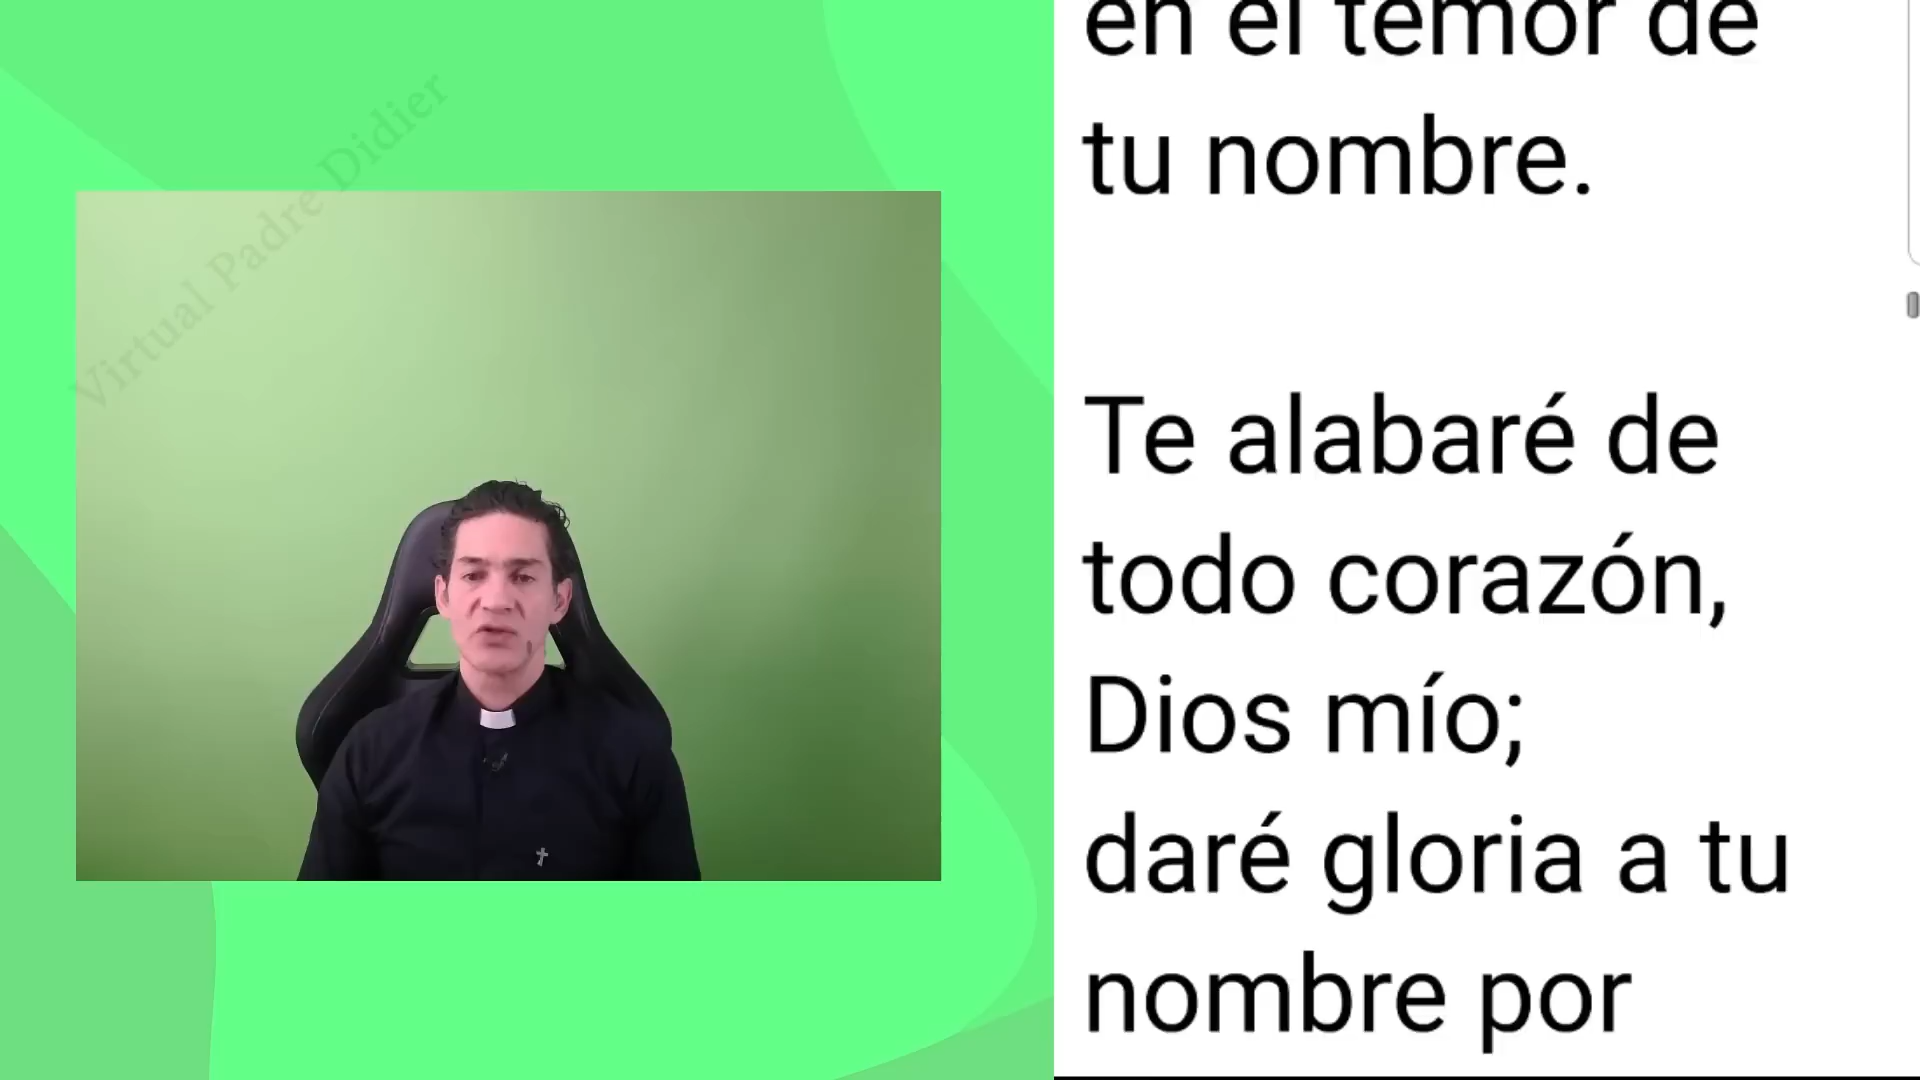 Virtual Padre Didier
en el temor de
tu nombre.
Te alabaré de
todo corazón,
Dios mío;
daré gloria a tu
nombre por